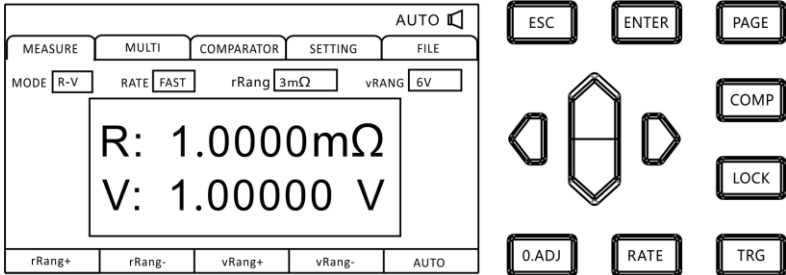 AUTO
MEASURE MULTI COMPARATOR SETTING FILE
MODE R-V RATE FAST rRang 3mΩ vRANG 6V
R: 1.0000mΩ
V: 1.00000 V
rRang+ rRang- vRang+ vRang- AUTO
ESC ENTER PAGE
COMP
LOCK
0.ADJ RATE TRG